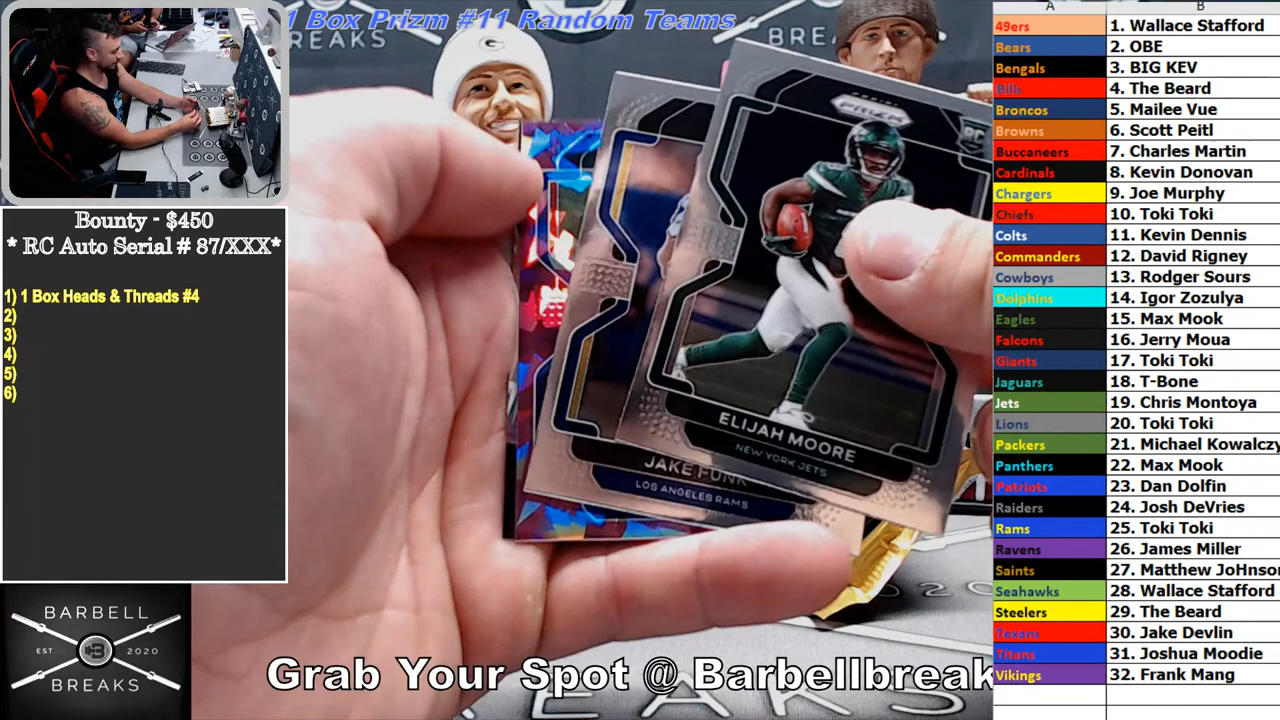 1 Box Prizm #11 Random Teams
Bounty - $450
* RC Auto Serial # 87/XXX*
1) 1 Box Heads & Threads #4
2)
3)
4)
5)
6)
BARBELL
EST. B 2020
BREAKS
PANINI
PRIZM
RC
ELIJAH MOORE
NEW YORK JETS
JAKE FUNK
LOS ANGELES RAMS
Grab Your Spot @ Barbellbreak
A B
49ers 1. Wallace Stafford
Bears 2. OBE
Bengals 3. BIG KEV
Bills 4. The Beard
Broncos 5. Mailee Vue
Browns 6. Scott Peitl
Buccaneers 7. Charles Martin
Cardinals 8. Kevin Donovan
Chargers 9. Joe Murphy
Chiefs 10. Toki Toki
Colts 11. Kevin Dennis
Commanders 12. David Rigney
Cowboys 13. Rodger Sours
Dolphins 14. Igor Zozulya
Eagles 15. Max Mook
Falcons 16. Jerry Moua
Giants 17. Toki Toki
Jaguars 18. T-Bone
Jets 19. Chris Montoya
Lions 20. Toki Toki
Packers 21. Michael Kowalczy
Panthers 22. Max Mook
Patriots 23. Dan Dolfin
Raiders 24. Josh DeVries
Rams 25. Toki Toki
Ravens 26. James Miller
Saints 27. Matthew JoHnso
Seahawks 28. Wallace Stafford
Steelers 29. The Beard
Texans 30. Jake Devlin
Titans 31. Joshua Moodie
Vikings 32. Frank Mang